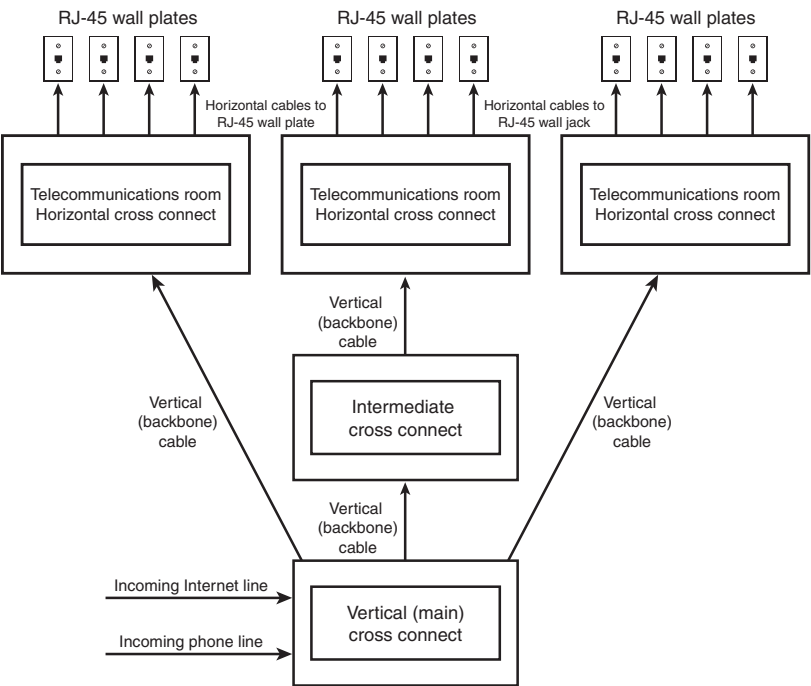 RJ-45 wall plates
RJ-45 wall plates
RJ-45 wall plates
Horizontal cables to
RJ-45 wall plate
Horizontal cables to
RJ-45 wall jack
Telecommunications room
Horizontal cross connect
Telecommunications room
Horizontal cross connect
Telecommunications room
Horizontal cross connect
Vertical
(backbone)
cable
Vertical
(backbone)
cable
Intermediate
cross connect
Vertical
(backbone)
cable
Vertical
(backbone)
cable
Incoming Internet line
Incoming phone line
Vertical (main)
cross connect